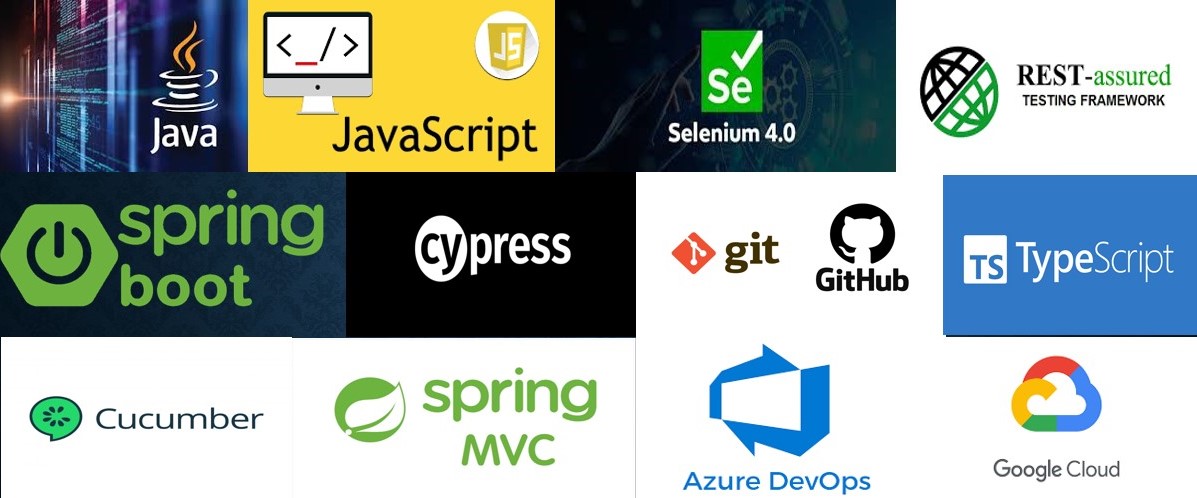 Java
<_/>
JS
JavaScript
Se
Selenium 4.0
REST-assured
TESTING FRAMEWORK
spring
boot
cypress
git
GitHub
TS TypeScript
Cucumber
spring
MVC
Azure DevOps
Google Cloud